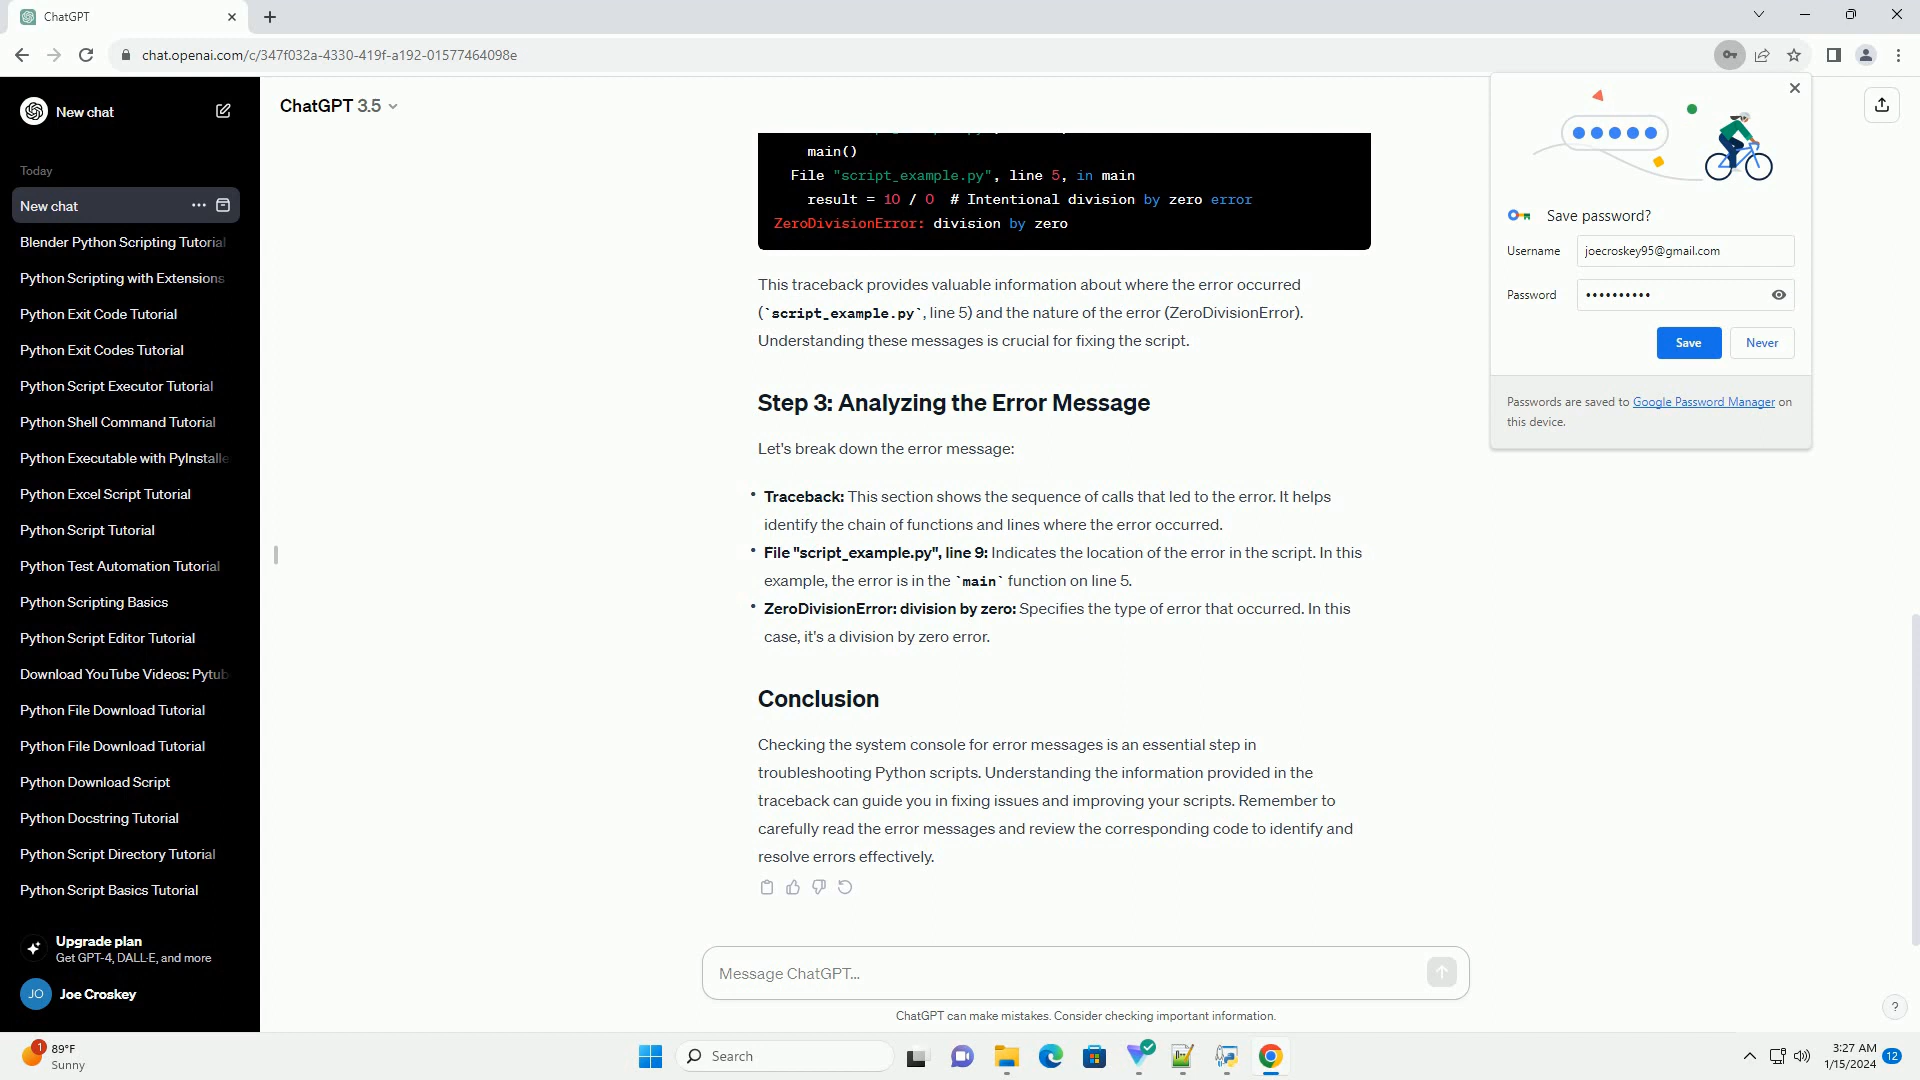 ChatGPT
chat.openai.com/c/347f032a-4330-419f-a192-01577464098e
New chat
Today
New chat
Blender Python Scripting Tutorial
Python Scripting with Extensions
Python Exit Code Tutorial
Python Exit Codes Tutorial
Python Script Executor Tutorial
Python Shell Command Tutorial
Python Executable with PyInstalle
Python Excel Script Tutorial
Python Script Tutorial
Python Test Automation Tutorial
Python Scripting Basics
Python Script Editor Tutorial
Download YouTube Videos: Pytub
Python File Download Tutorial
Python File Download Tutorial
Python Download Script
Python Docstring Tutorial
Python Script Directory Tutorial
Python Script Basics Tutorial
Upgrade plan
Get GPT-4, DALL·E, and more
JO Joe Croskey
ChatGPT 3.5
main()
File "script_example.py", line 5, in main
result = 10 / 0 # Intentional division by zero error
ZeroDivisionError: division by zero
This traceback provides valuable information about where the error occurred
(`script_example.py`, line 5) and the nature of the error (ZeroDivisionError).
Understanding these messages is crucial for fixing the script.
Step 3: Analyzing the Error Message
Let's break down the error message:
• Traceback: This section shows the sequence of calls that led to the error. It helps
identify the chain of functions and lines where the error occurred.
• File "script_example.py", line 9: Indicates the location of the error in the script. In this
example, the error is in the `main` function on line 5.
• ZeroDivisionError: division by zero: Specifies the type of error that occurred. In this
case, it's a division by zero error.
Conclusion
Checking the system console for error messages is an essential step in
troubleshooting Python scripts. Understanding the information provided in the
traceback can guide you in fixing issues and improving your scripts. Remember to
carefully read the error messages and review the corresponding code to identify and
resolve errors effectively.
Message ChatGPT...
ChatGPT can make mistakes. Consider checking important information.
?
Save password?
Username joecroskey95@gmail.com
Password ••••••••••
Save Never
Passwords are saved to Google Password Manager on
this device.
1
89°F
Sunny
Search
3:27 AM
1/15/2024
12